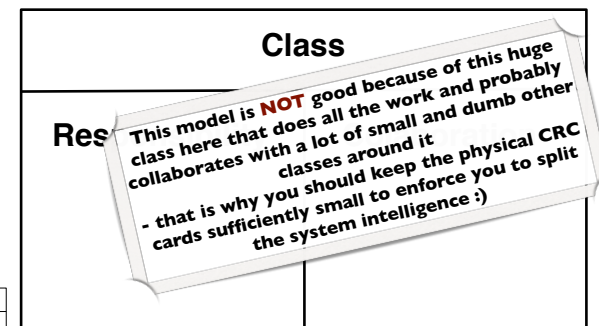 Class
Res
This model is NOT good because of this huge
class here that does all the work and probably
collaborates with a lot of small and dumb other
classes around it
- that is why you should keep the physical CRC
cards sufficiently small to enforce you to split
the system intelligence :)